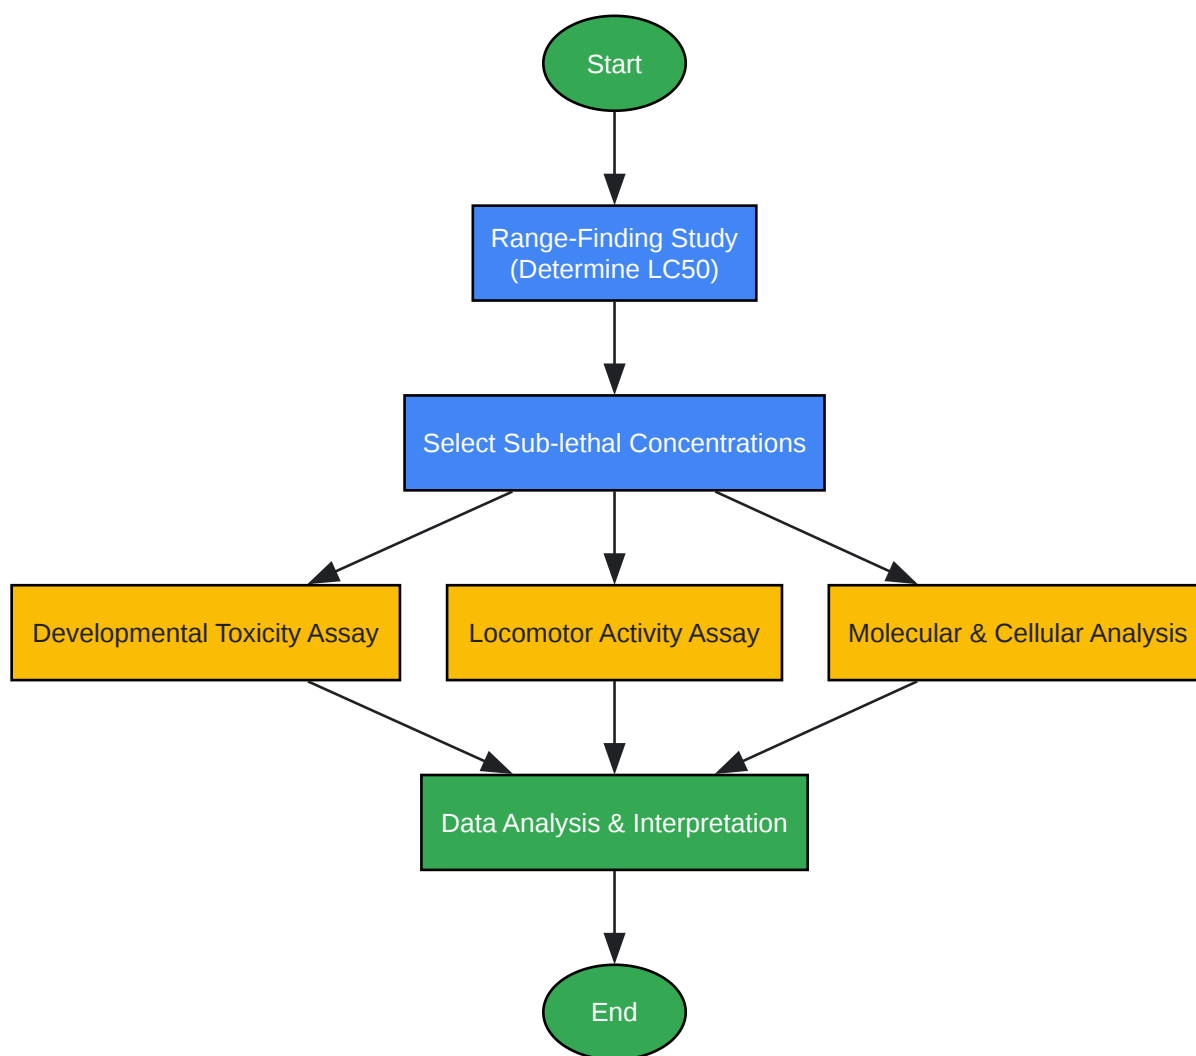 Start
Range-Finding Study
(Determine LC50)
Select Sub-lethal Concentrations
Developmental Toxicity Assay
Locomotor Activity Assay
Molecular & Cellular Analysis
Data Analysis & Interpretation
End